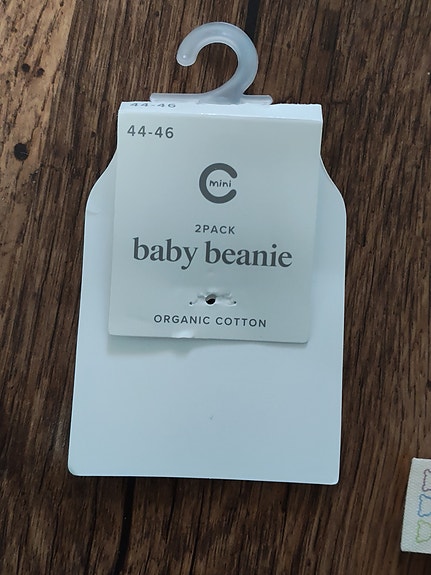 44-46
44-46
mini
2PACK
baby beanie
ORGANIC COTTON